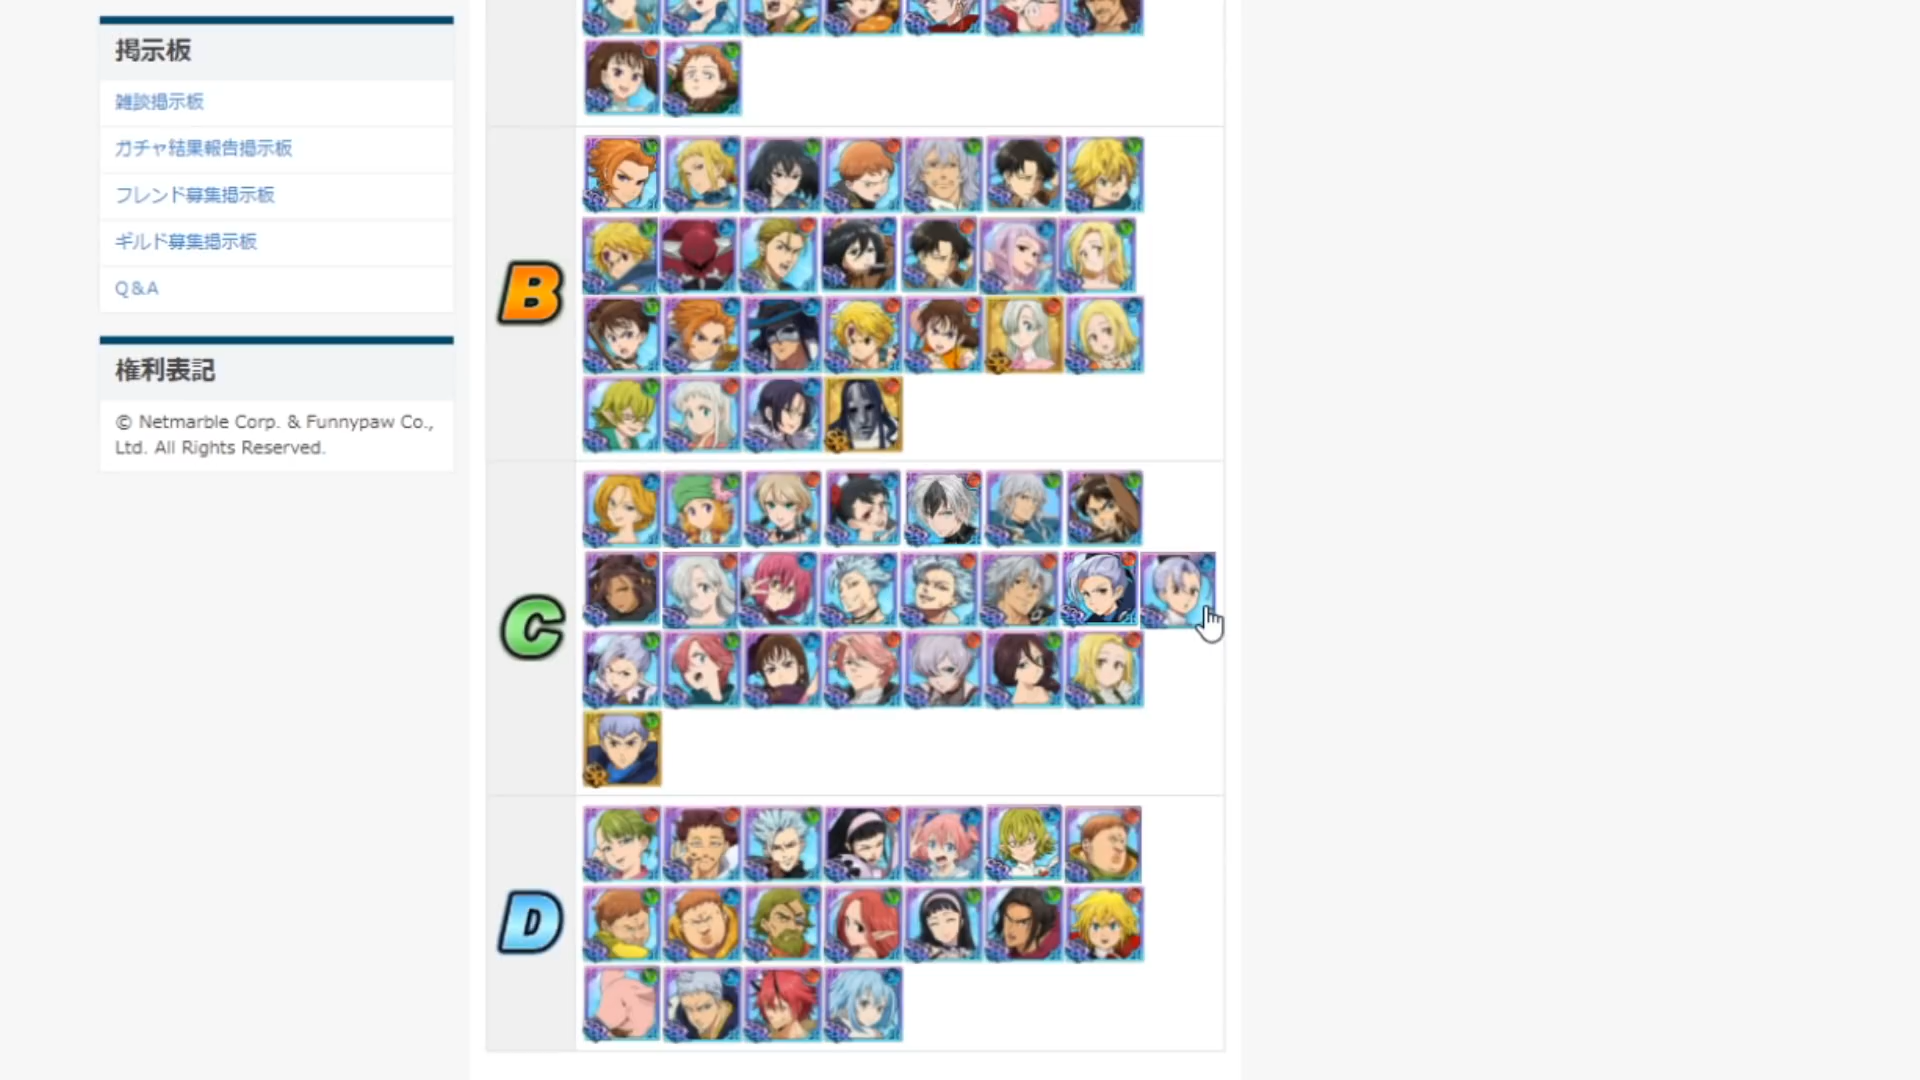 掲示板
雑談掲示板
ガチャ結果報告掲示板
フレンド募集掲示板
ギルド募集掲示板
Q&A
権利表記
© Netmarble Corp. & Funnypaw Co.,
Ltd. All Rights Reserved.
B
C
D